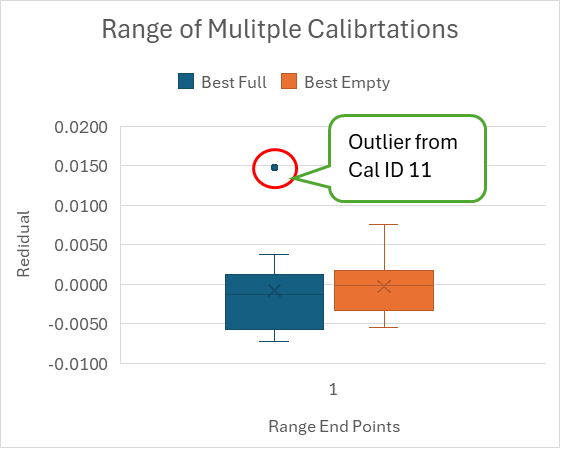 Range of Mulitple Calibrtations
Best Full Best Empty
Outlier from
Cal ID 11
0.0200
0.0150
0.0100
0.0050
0.0000
-0.0050
-0.0100
Redidual
1
Range End Points